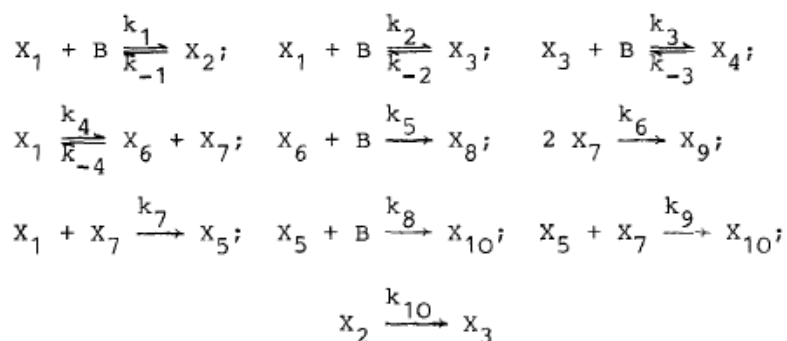 X₁ + B ⇌ X₂; X₁ + B ⇌ X₃; X₃ + B ⇌ X₄; k₁ k₋₁ k₂ k₋₂ k₃ k₋₃
X₁ ⇌ X₆ + X₇; X₆ + B → X₈; 2 X₇ → X₉; k₄ k₋₄ k₅ k₆
X₁ + X₇ → X₅; X₅ + B → X₁₀; X₅ + X₇ → X₁₀; k₇ k₈ k₉
X₂ → X₃ k₁₀